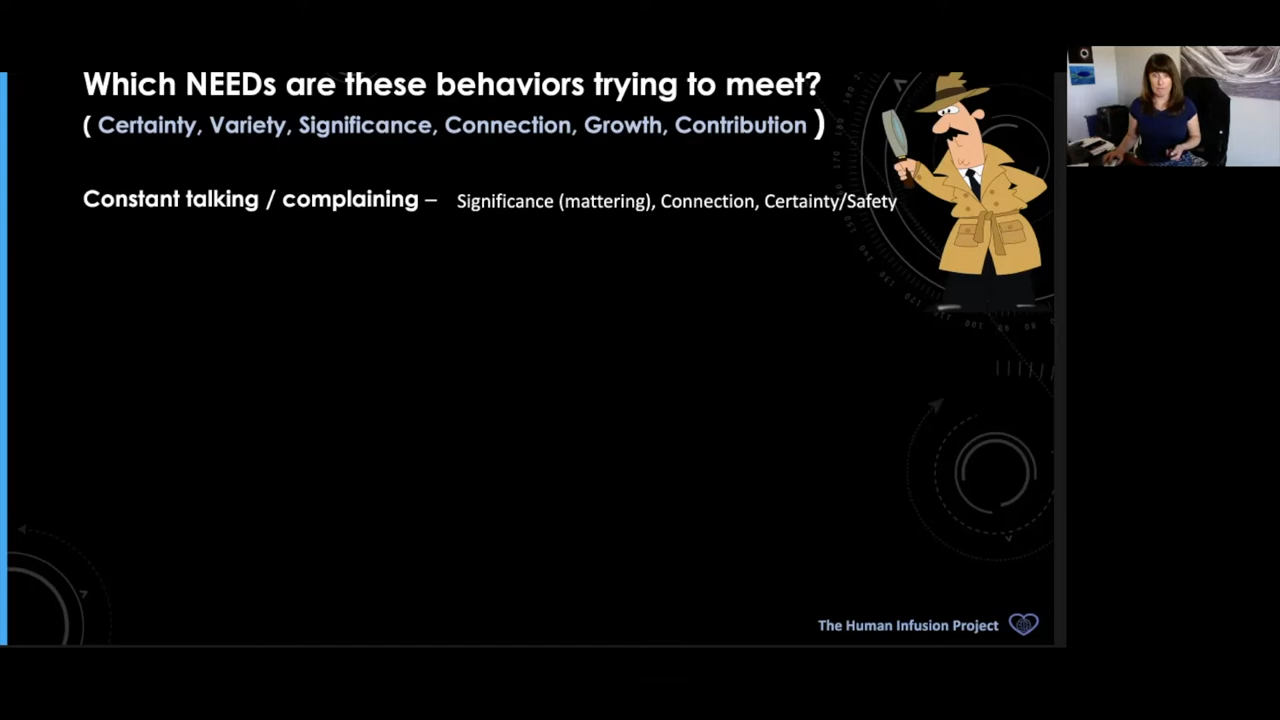 Which NEEDs are these behaviors trying to meet?
( Certainty, Variety, Significance, Connection, Growth, Contribution )
Constant talking / complaining – Significance (mattering), Connection, Certainty/Safety
The Human Infusion Project